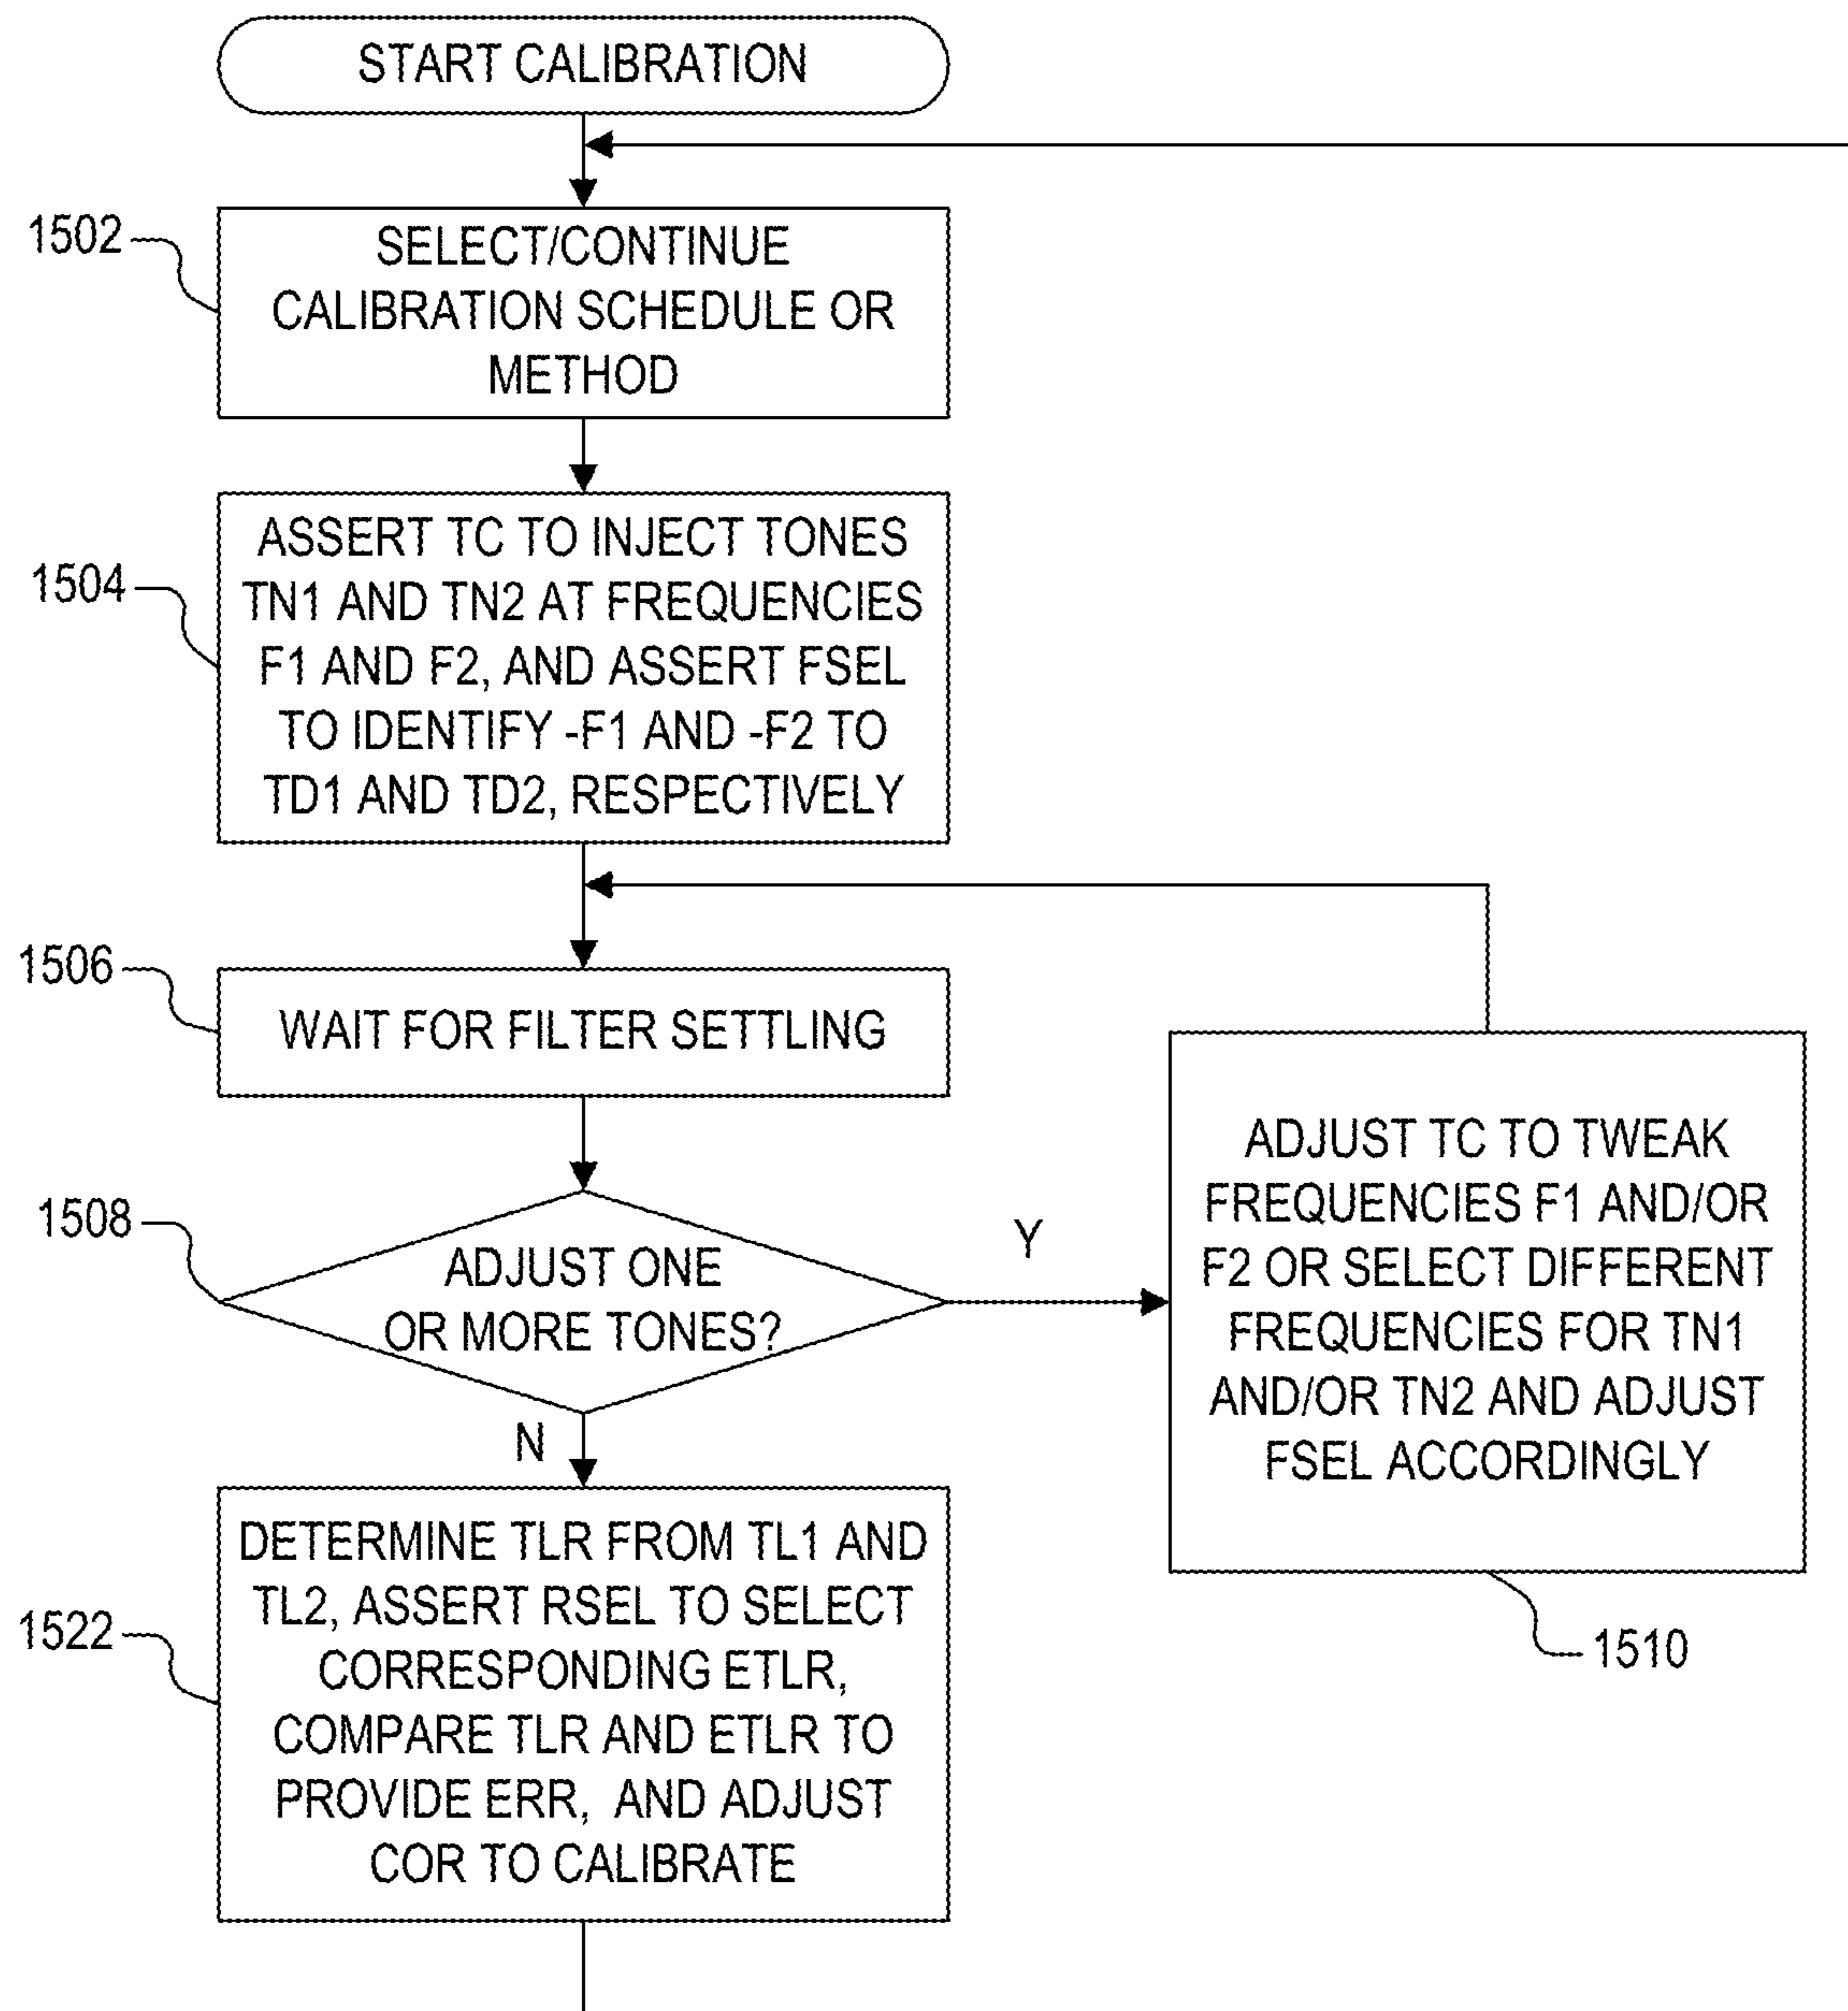 START CALIBRATION
1502
SELECT/CONTINUE
CALIBRATION SCHEDULE OR
METHOD
1504
ASSERT TC TO INJECT TONES
TN1 AND TN2 AT FREQUENCIES
F1 AND F2, AND ASSERT FSEL
TO IDENTIFY -F1 AND -F2 TO
TD1 AND TD2, RESPECTIVELY
1506
WAIT FOR FILTER SETTLING
1508
ADJUST ONE
OR MORE TONES?
Y
N
ADJUST TC TO TWEAK
FREQUENCIES F1 AND/OR
F2 OR SELECT DIFFERENT
FREQUENCIES FOR TN1
AND/OR TN2 AND ADJUST
FSEL ACCORDINGLY
1510
1522
DETERMINE TLR FROM TL1 AND
TL2, ASSERT RSEL TO SELECT
CORRESPONDING ETLR,
COMPARE TLR AND ETLR TO
PROVIDE ERR, AND ADJUST
COR TO CALIBRATE